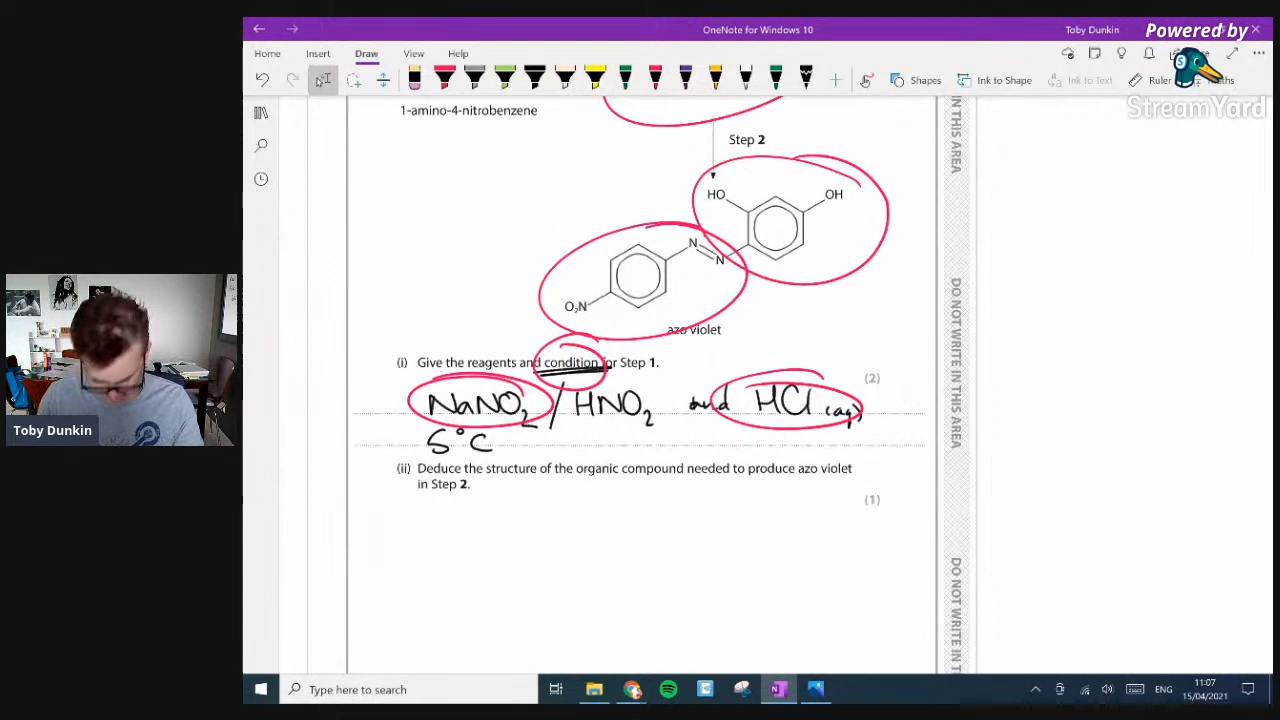 OneNote for Windows 10
Toby Dunkin
Powered by
StreamYard
Home Insert Draw View Help
Shapes Ink to Shape Ink to Text Ruler
1-amino-4-nitrobenzene
Step 2
HO OH
N
N
O₂N
azo violet
(i) Give the reagents and condition for Step 1.
(2)
NaNO₂ / HNO₂ and HCl (aq)
5°C
(ii) Deduce the structure of the organic compound needed to produce azo violet
in Step 2.
(1)
IN THIS AREA
DO NOT WRITE IN THIS AREA
DO NOT WRITE IN T
Toby Dunkin
Type here to search
ENG
11:07
15/04/2021